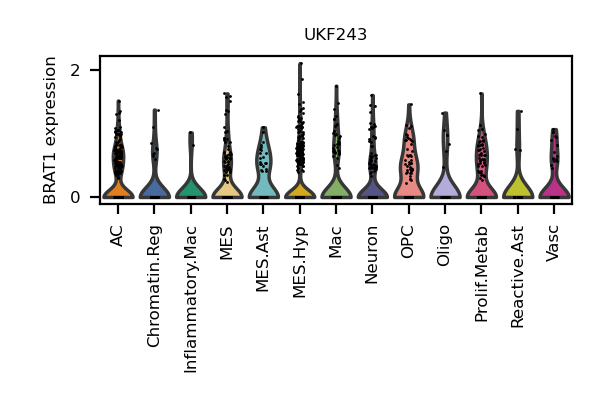 UKF243
BRAT1 expression
2
0
AC
Chromatin.Reg
Inflammatory.Mac
MES
MES.Ast
MES.Hyp
Mac
Neuron
OPC
Oligo
Prolif.Metab
Reactive.Ast
Vasc